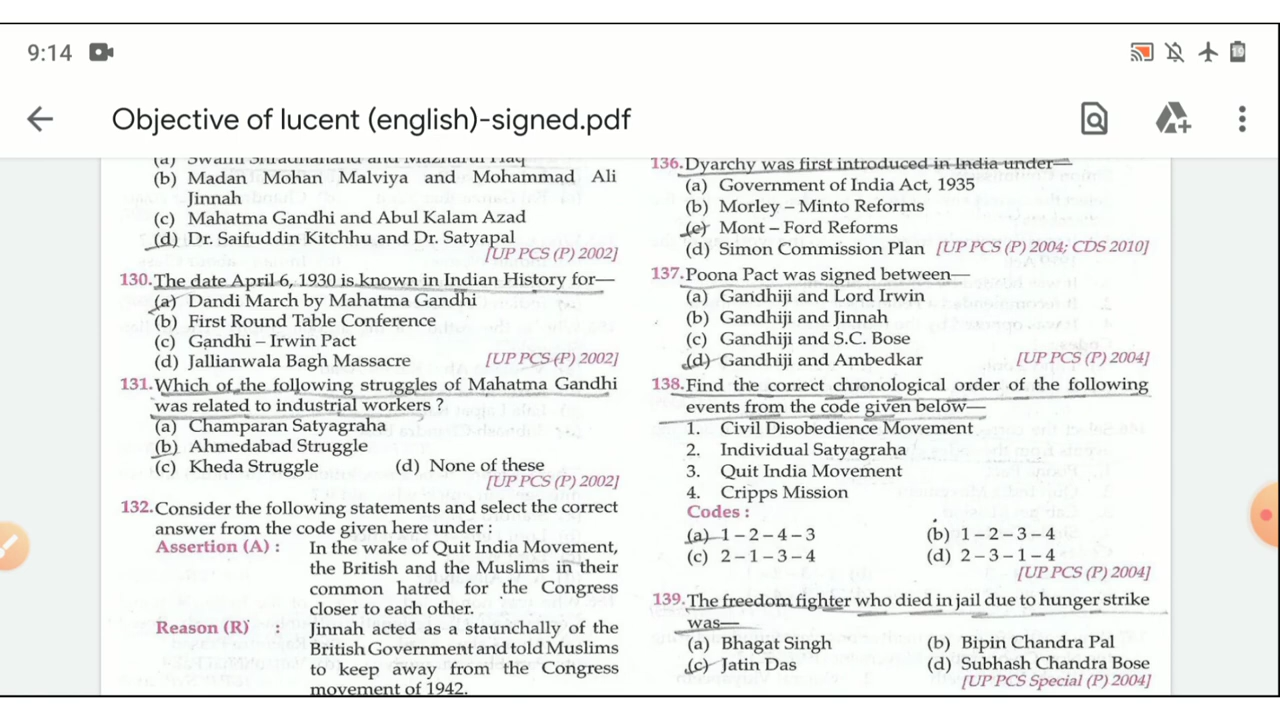 9:14
19
Objective of lucent (english)-signed.pdf
(a) Swami Shradhanand and Mazharul Haq
(b) Madan Mohan Malviya and Mohammad Ali
Jinnah
(c) Mahatma Gandhi and Abul Kalam Azad
(d) Dr. Saifuddin Kitchhu and Dr. Satyapal
[UP PCS (P) 2002]
130. The date April 6, 1930 is known in Indian History for—
(a) Dandi March by Mahatma Gandhi
(b) First Round Table Conference
(c) Gandhi – Irwin Pact
(d) Jallianwala Bagh Massacre [UP PCS (P) 2002]
131. Which of the following struggles of Mahatma Gandhi
was related to industrial workers ?
(a) Champaran Satyagraha
(b) Ahmedabad Struggle
(c) Kheda Struggle (d) None of these
[UP PCS (P) 2002]
132. Consider the following statements and select the correct
answer from the code given here under :
Assertion (A) : In the wake of Quit India Movement,
the British and the Muslims in their
common hatred for the Congress
closer to each other.
Reason (R) : Jinnah acted as a staunchally of the
British Government and told Muslims
to keep away from the Congress
movement of 1942.
136. Dyarchy was first introduced in India under—
(a) Government of India Act, 1935
(b) Morley – Minto Reforms
(c) Mont – Ford Reforms
(d) Simon Commission Plan [UP PCS (P) 2004; CDS 2010]
137. Poona Pact was signed between—
(a) Gandhiji and Lord Irwin
(b) Gandhiji and Jinnah
(c) Gandhiji and S.C. Bose
(d) Gandhiji and Ambedkar [UP PCS (P) 2004]
138. Find the correct chronological order of the following
events from the code given below—
1. Civil Disobedience Movement
2. Individual Satyagraha
3. Quit India Movement
4. Cripps Mission
Codes :
(a) 1 – 2 – 4 – 3 (b) 1 – 2 – 3 – 4
(c) 2 – 1 – 3 – 4 (d) 2 – 3 – 1 – 4
[UP PCS (P) 2004]
139. The freedom fighter who died in jail due to hunger strike
was—
(a) Bhagat Singh (b) Bipin Chandra Pal
(c) Jatin Das (d) Subhash Chandra Bose
[UP PCS Special (P) 2004]